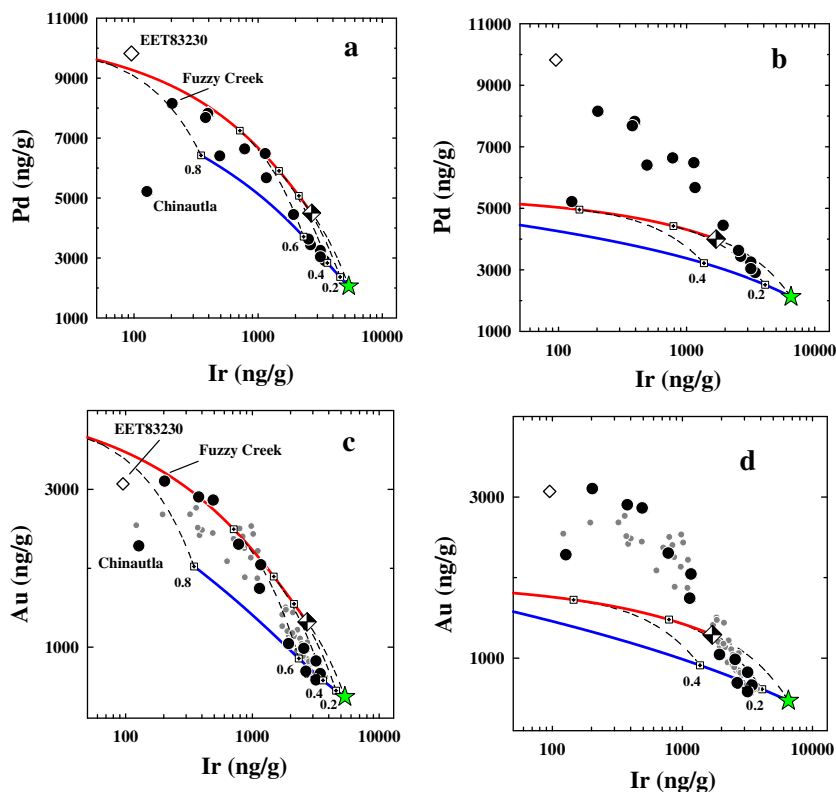 11000
9000
7000
5000
3000
1000
Pd (ng/g)
EET83230
a
Fuzzy Creek
0.8
Chinautla
0.6
0.4
0.2
100
1000
10000
Ir (ng/g)
11000
9000
7000
5000
3000
1000
Pd (ng/g)
b
0.4
0.2
100
1000
10000
Ir (ng/g)
3000
1000
Au (ng/g)
EET83230
c
Fuzzy Creek
Chinautla
0.8
0.6
0.4
0.2
100
1000
10000
Ir (ng/g)
3000
1000
Au (ng/g)
d
0.4
0.2
100
1000
10000
Ir (ng/g)